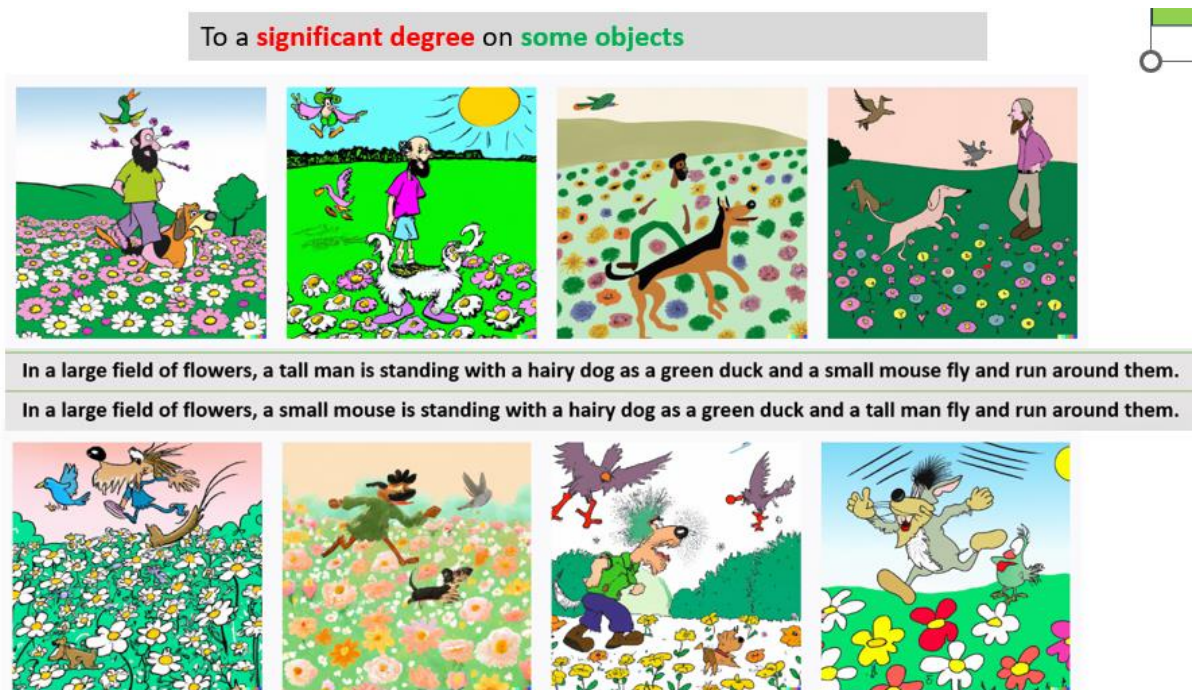 To a significant degree on some objects
In a large field of flowers, a tall man is standing with a hairy dog as a green duck and a small mouse fly and run around them.
In a large field of flowers, a small mouse is standing with a hairy dog as a green duck and a tall man fly and run around them.